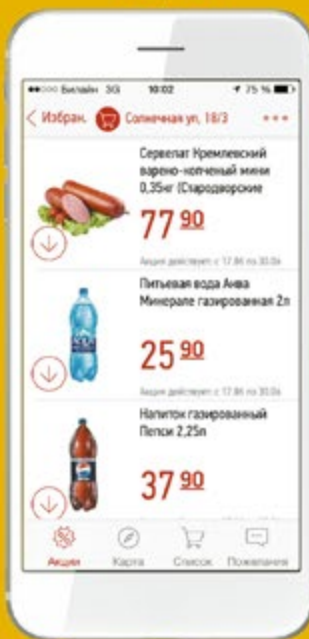 Билайн 3G 10:02 75 %
Избран. Солнечная ул, 18/3
Сервелат Кремлевский
варено-копченый мини
0,35кг (Стародворские
77 90
Акция действует с 17.06 по 30.06
Питьевая вода Аква
Минерале газированная 2л
25 90
Акция действует с 17.06 по 30.06
Напиток газированный
Пепси 2,25л
37 90
Акции Карта Список Пожелания